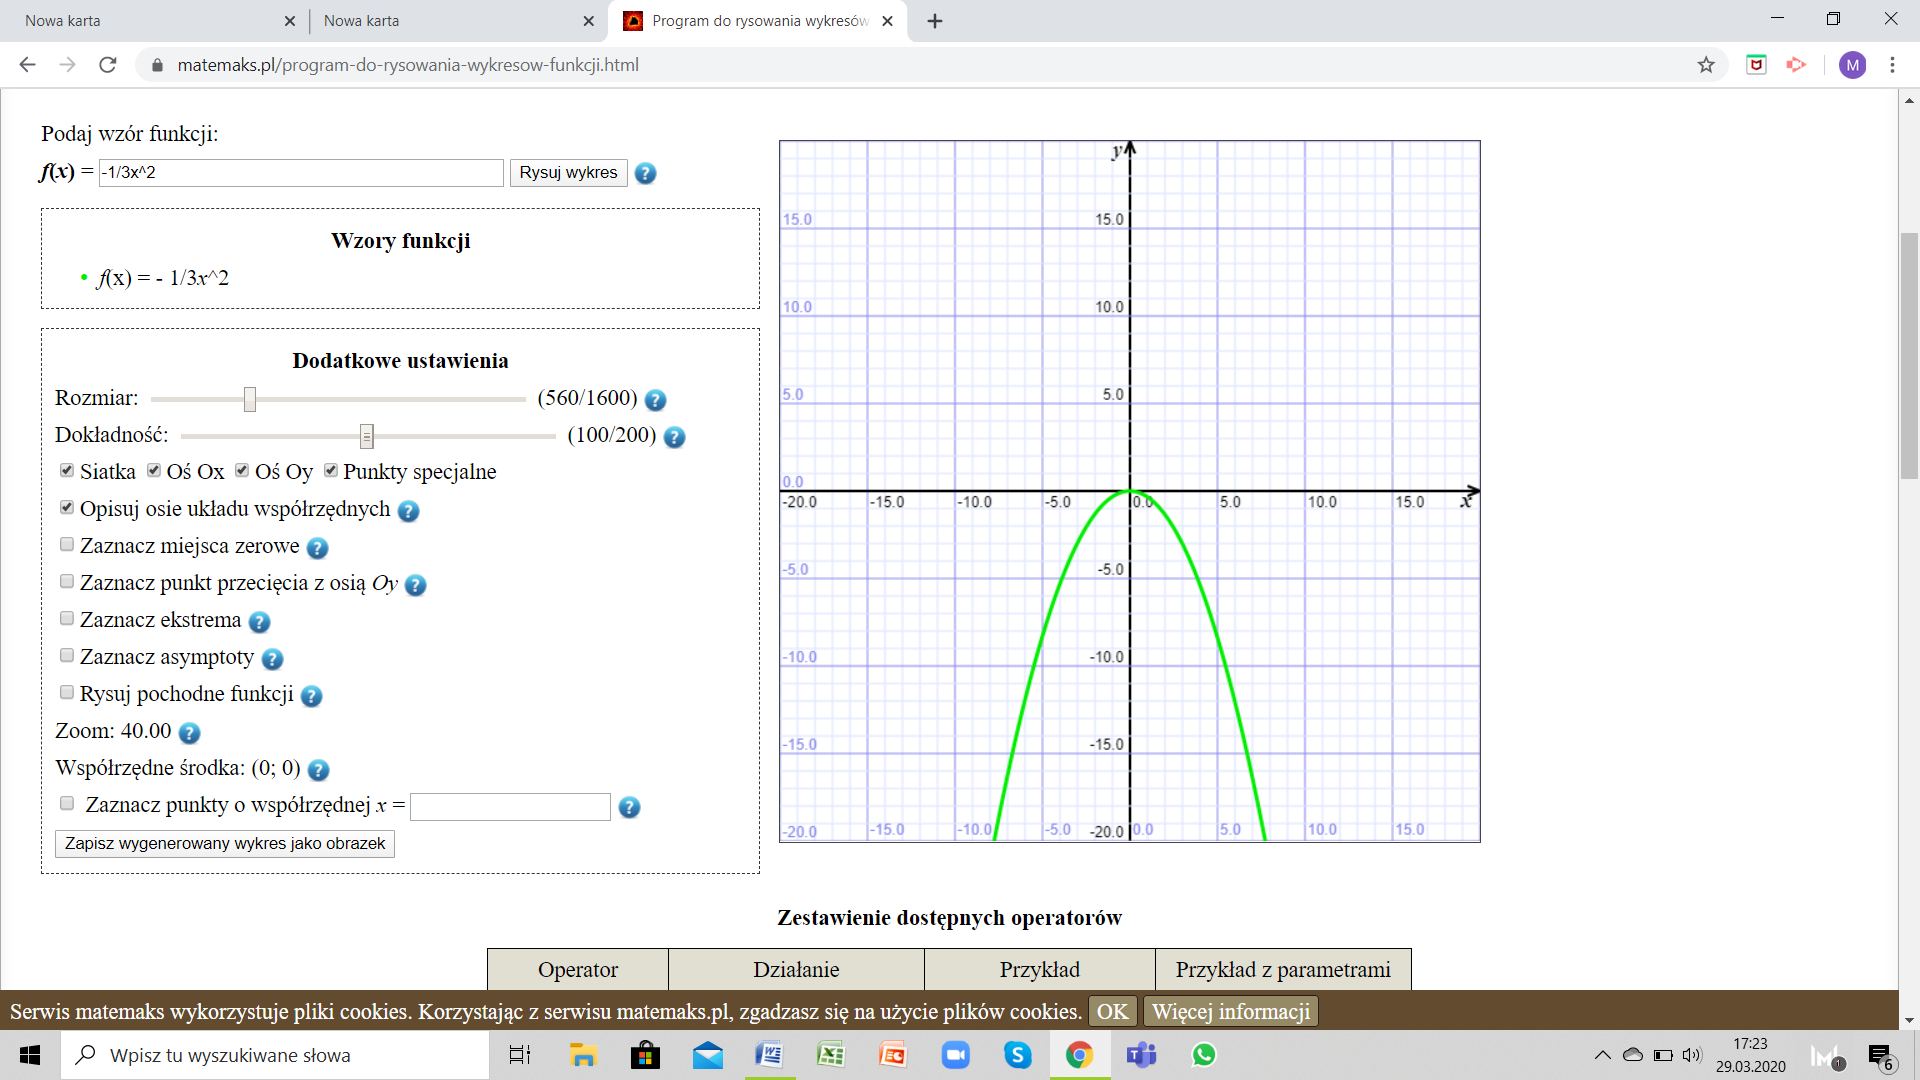 Nowa karta
Nowa karta
Program do rysowania wykresów
matemaks.pl/program-do-rysowania-wykresow-funkcji.html
M
Podaj wzór funkcji:
f(x) = -1/3x^2 Rysuj wykres ?
Wzory funkcji
• f(x) = - 1/3x^2
Dodatkowe ustawienia
Rozmiar: (560/1600) ?
Dokładność: (100/200) ?
Siatka Oś Ox Oś Oy Punkty specjalne
Opisuj osie układu współrzędnych ?
Zaznacz miejsca zerowe ?
Zaznacz punkt przecięcia z osią Oy ?
Zaznacz ekstrema ?
Zaznacz asymptoty ?
Rysuj pochodne funkcji ?
Zoom: 40.00 ?
Współrzędne środka: (0; 0) ?
Zaznacz punkty o współrzędnej x = ?
Zapisz wygenerowany wykres jako obrazek
y
15.0 15.0
10.0 10.0
5.0 5.0
0.0
-20.0 -15.0 -10.0 -5.0 0.0 5.0 10.0 15.0 x
-5.0 -5.0
-10.0 -10.0
-15.0 -15.0
-20.0 -15.0 -10.0 -5.0 -20.0 0.0 5.0 10.0 15.0
Zestawienie dostępnych operatorów
Operator Działanie Przykład Przykład z parametrami
Serwis matemaks wykorzystuje pliki cookies. Korzystając z serwisu matemaks.pl, zgadzasz się na użycie plików cookies. OK Więcej informacji
Wpisz tu wyszukiwane słowa
17:23
29.03.2020
1
6